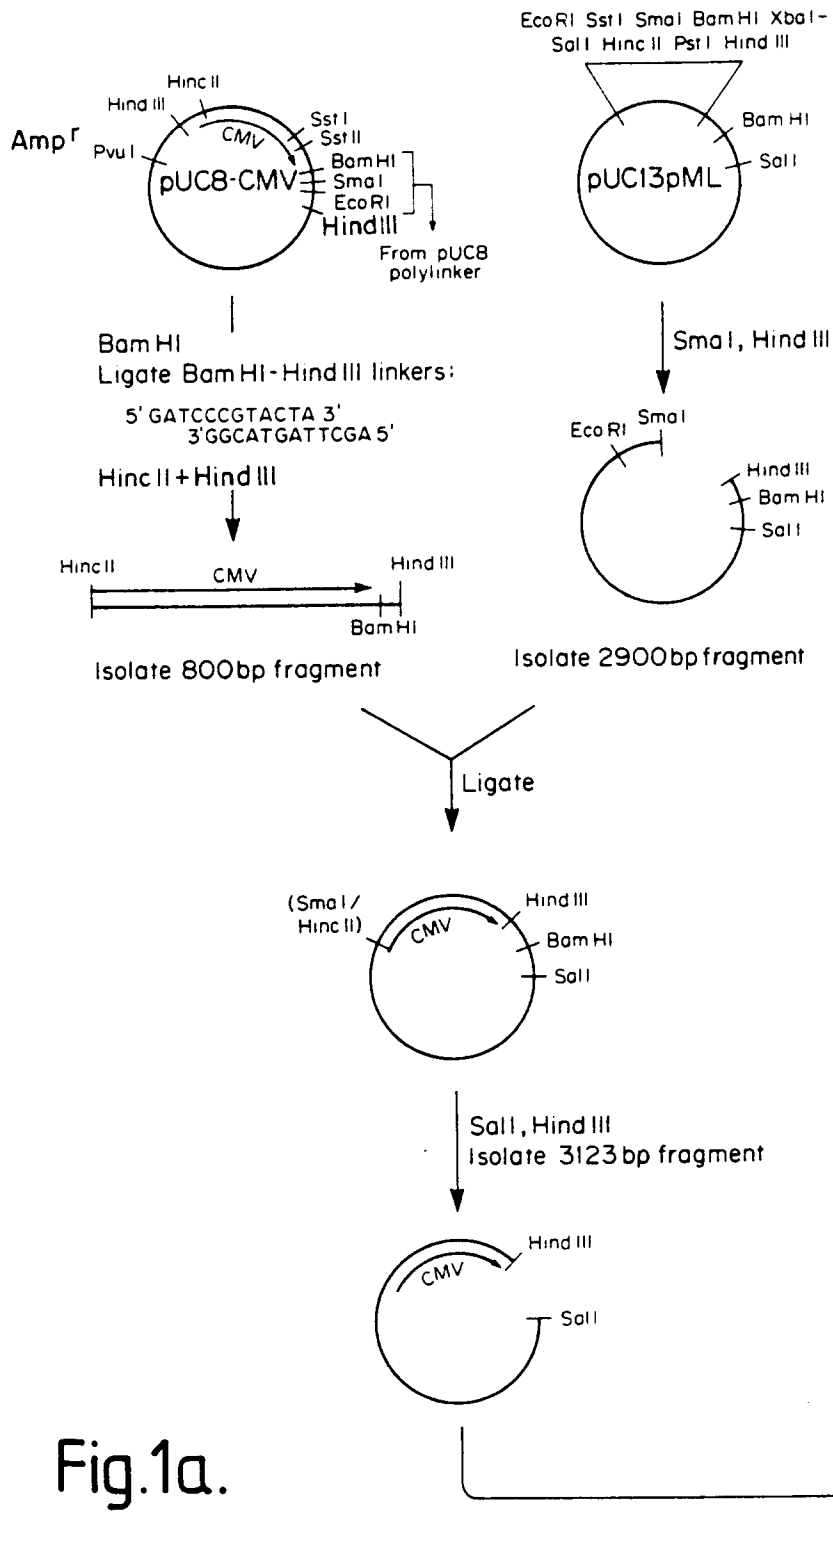 EcoRI SstI SmaI BamHI XbaI-
SalI HincII PstI HindIII
HincII
HindIII
Amp r
PvuI
CMV
SstI
SstII
BamHI
SmaI
EcoRI
HindIII
pUC8-CMV
From pUC8
polylinker
BamHI
SalI
pUC13pML
BamHI
Ligate BamHI-HindIII linkers:
5' GATCCCGTACTA 3'
3'GGCATGATTCGA 5'
HincII+HindIII
SmaI, HindIII
EcoRI
SmaI
HindIII
BamHI
SalI
HincII
CMV
HindIII
BamHI
Isolate 800bp fragment
Isolate 2900bp fragment
Ligate
(SmaI/
HincII)
CMV
HindIII
BamHI
SalI
SalI, HindIII
Isolate 3123bp fragment
CMV
HindIII
SalI
Fig.1a.